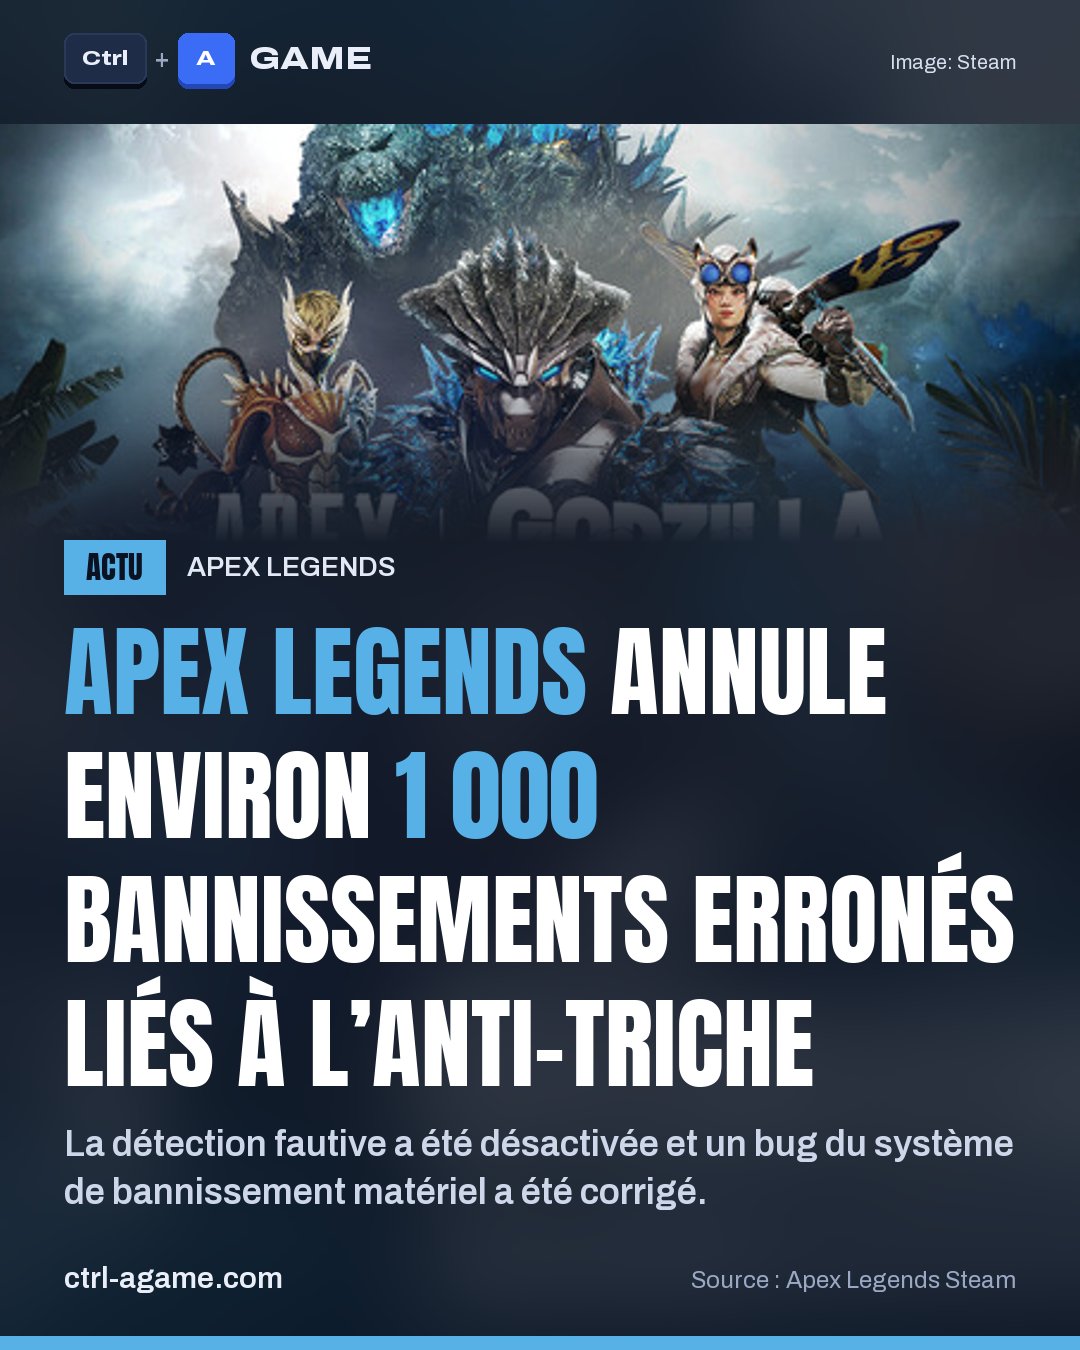 Ctrl + A GAME
Image: Steam
APEX | GODZILLA
ACTU APEX LEGENDS
APEX LEGENDS ANNULE
ENVIRON 1 000
BANNISSEMENTS ERRONÉS
LIÉS À L’ANTI-TRICHE
La détection fautive a été désactivée et un bug du système
de bannissement matériel a été corrigé.
ctrl-agame.com
Source : Apex Legends Steam